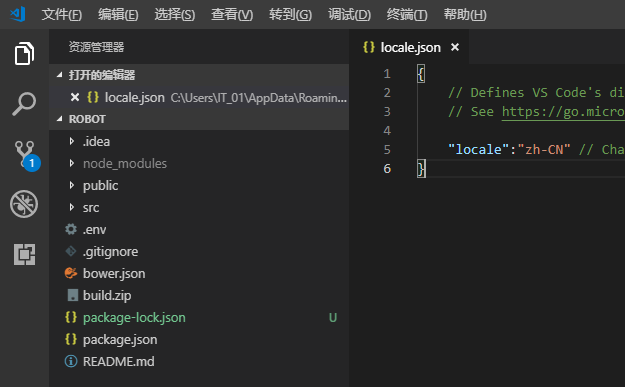 文件(F) 编辑(E) 选择(S) 查看(V) 转到(G) 调试(D) 终端(T) 帮助(H)
资源管理器
打开的编辑器
locale.json C:\Users\IT_01\AppData\Roamin...
ROBOT
.idea
node_modules
public
src
.env
.gitignore
bower.json
build.zip
package-lock.json U
package.json
README.md
1
locale.json
1 {
2 // Defines VS Code's di
3 // See https://go.micro
4
5 "locale":"zh-CN" // Cha
6 }